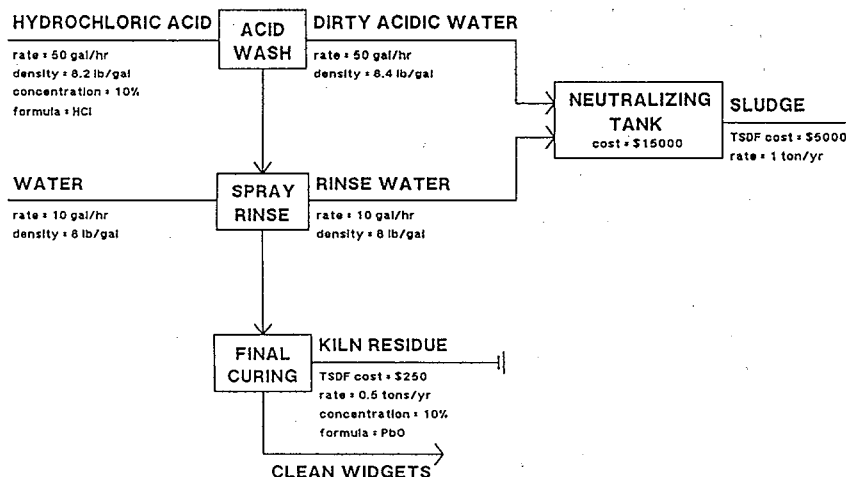 HYDROCHLORIC ACID
rate = 50 gal/hr
density = 8.2 lb/gal
concentration = 10%
formula = HCl
ACID
WASH
DIRTY ACIDIC WATER
rate = 50 gal/hr
density = 8.4 lb/gal
NEUTRALIZING
TANK
cost = $15000
SLUDGE
TSDF cost = $5000
rate = 1 ton/yr
WATER
rate = 10 gal/hr
density = 8 lb/gal
SPRAY
RINSE
RINSE WATER
rate = 10 gal/hr
density = 8 lb/gal
FINAL
CURING
KILN RESIDUE
TSDF cost = $250
rate = 0.5 tons/yr
concentration = 10%
formula = PbO
CLEAN WIDGETS